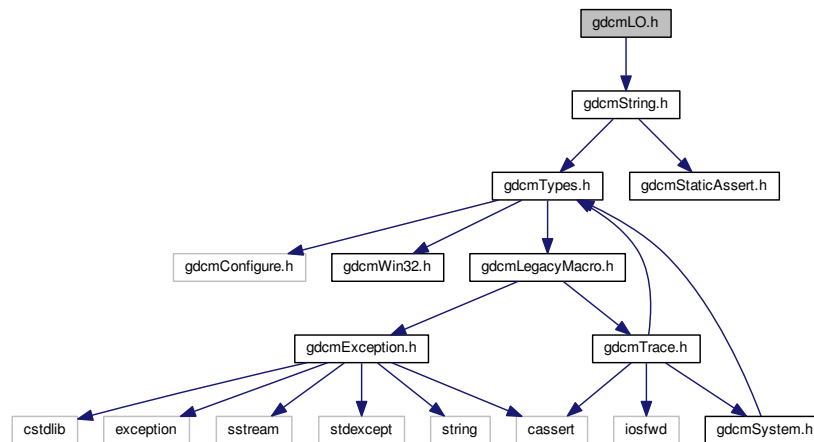 gdcmLO.h
gdcmString.h
gdcmTypes.h
gdcmStaticAssert.h
gdcmConfigure.h
gdcmWin32.h
gdcmLegacyMacro.h
gdcmException.h
gdcmTrace.h
cstdlib
exception
sstream
stdexcept
string
cassert
iosfwd
gdcmSystem.h